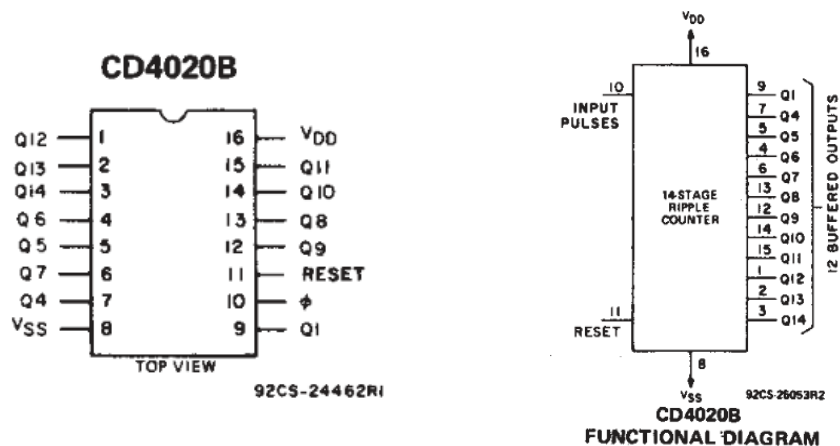 CD4020B
Q12 1 16 VDD
Q13 2 15 Q11
Q14 3 14 Q10
Q6 4 13 Q8
Q5 5 12 Q9
Q7 6 11 RESET
Q4 7 10 ϕ
VSS 8 9 Q1
TOP VIEW
92CS-24462RI
VDD
16
10
INPUT
PULSES
9 Q1
7 Q4
5 Q5
4 Q6
6 Q7
13 Q8
12 Q9
14 Q10
15 Q11
1 Q12
2 Q13
3 Q14
14-STAGE
RIPPLE
COUNTER
12 BUFFERED OUTPUTS
11
RESET
8
VSS
92CS-26053R2
CD4020B
FUNCTIONAL DIAGRAM